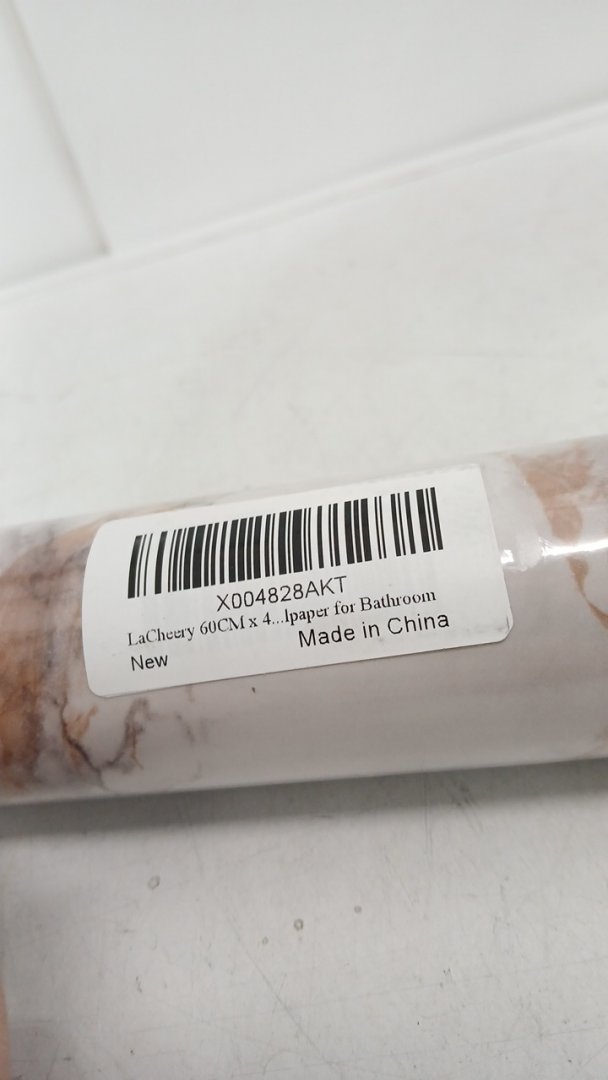 X004828AKT
LaCheery 60CM x 4...lpaper for Bathroom
New
Made in China